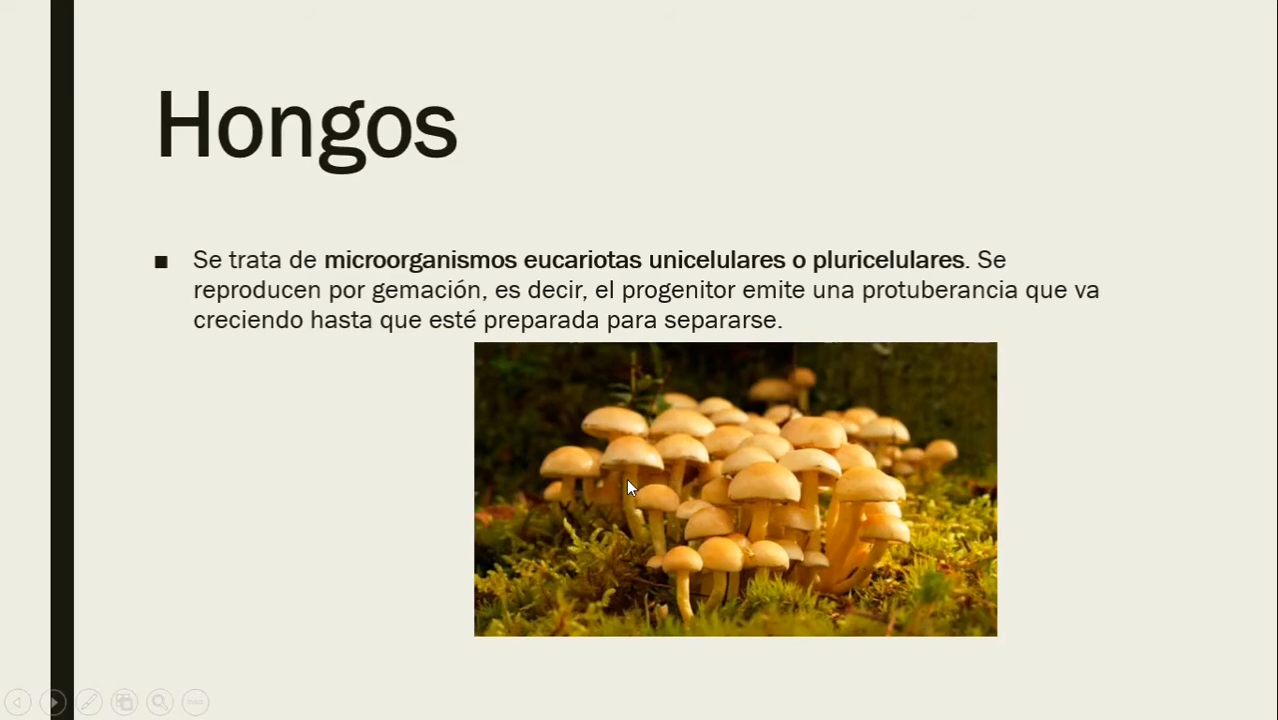 Hongos
▪ Se trata de microorganismos eucariotas unicelulares o pluricelulares. Se
reproducen por gemación, es decir, el progenitor emite una protuberancia que va
creciendo hasta que esté preparada para separarse.